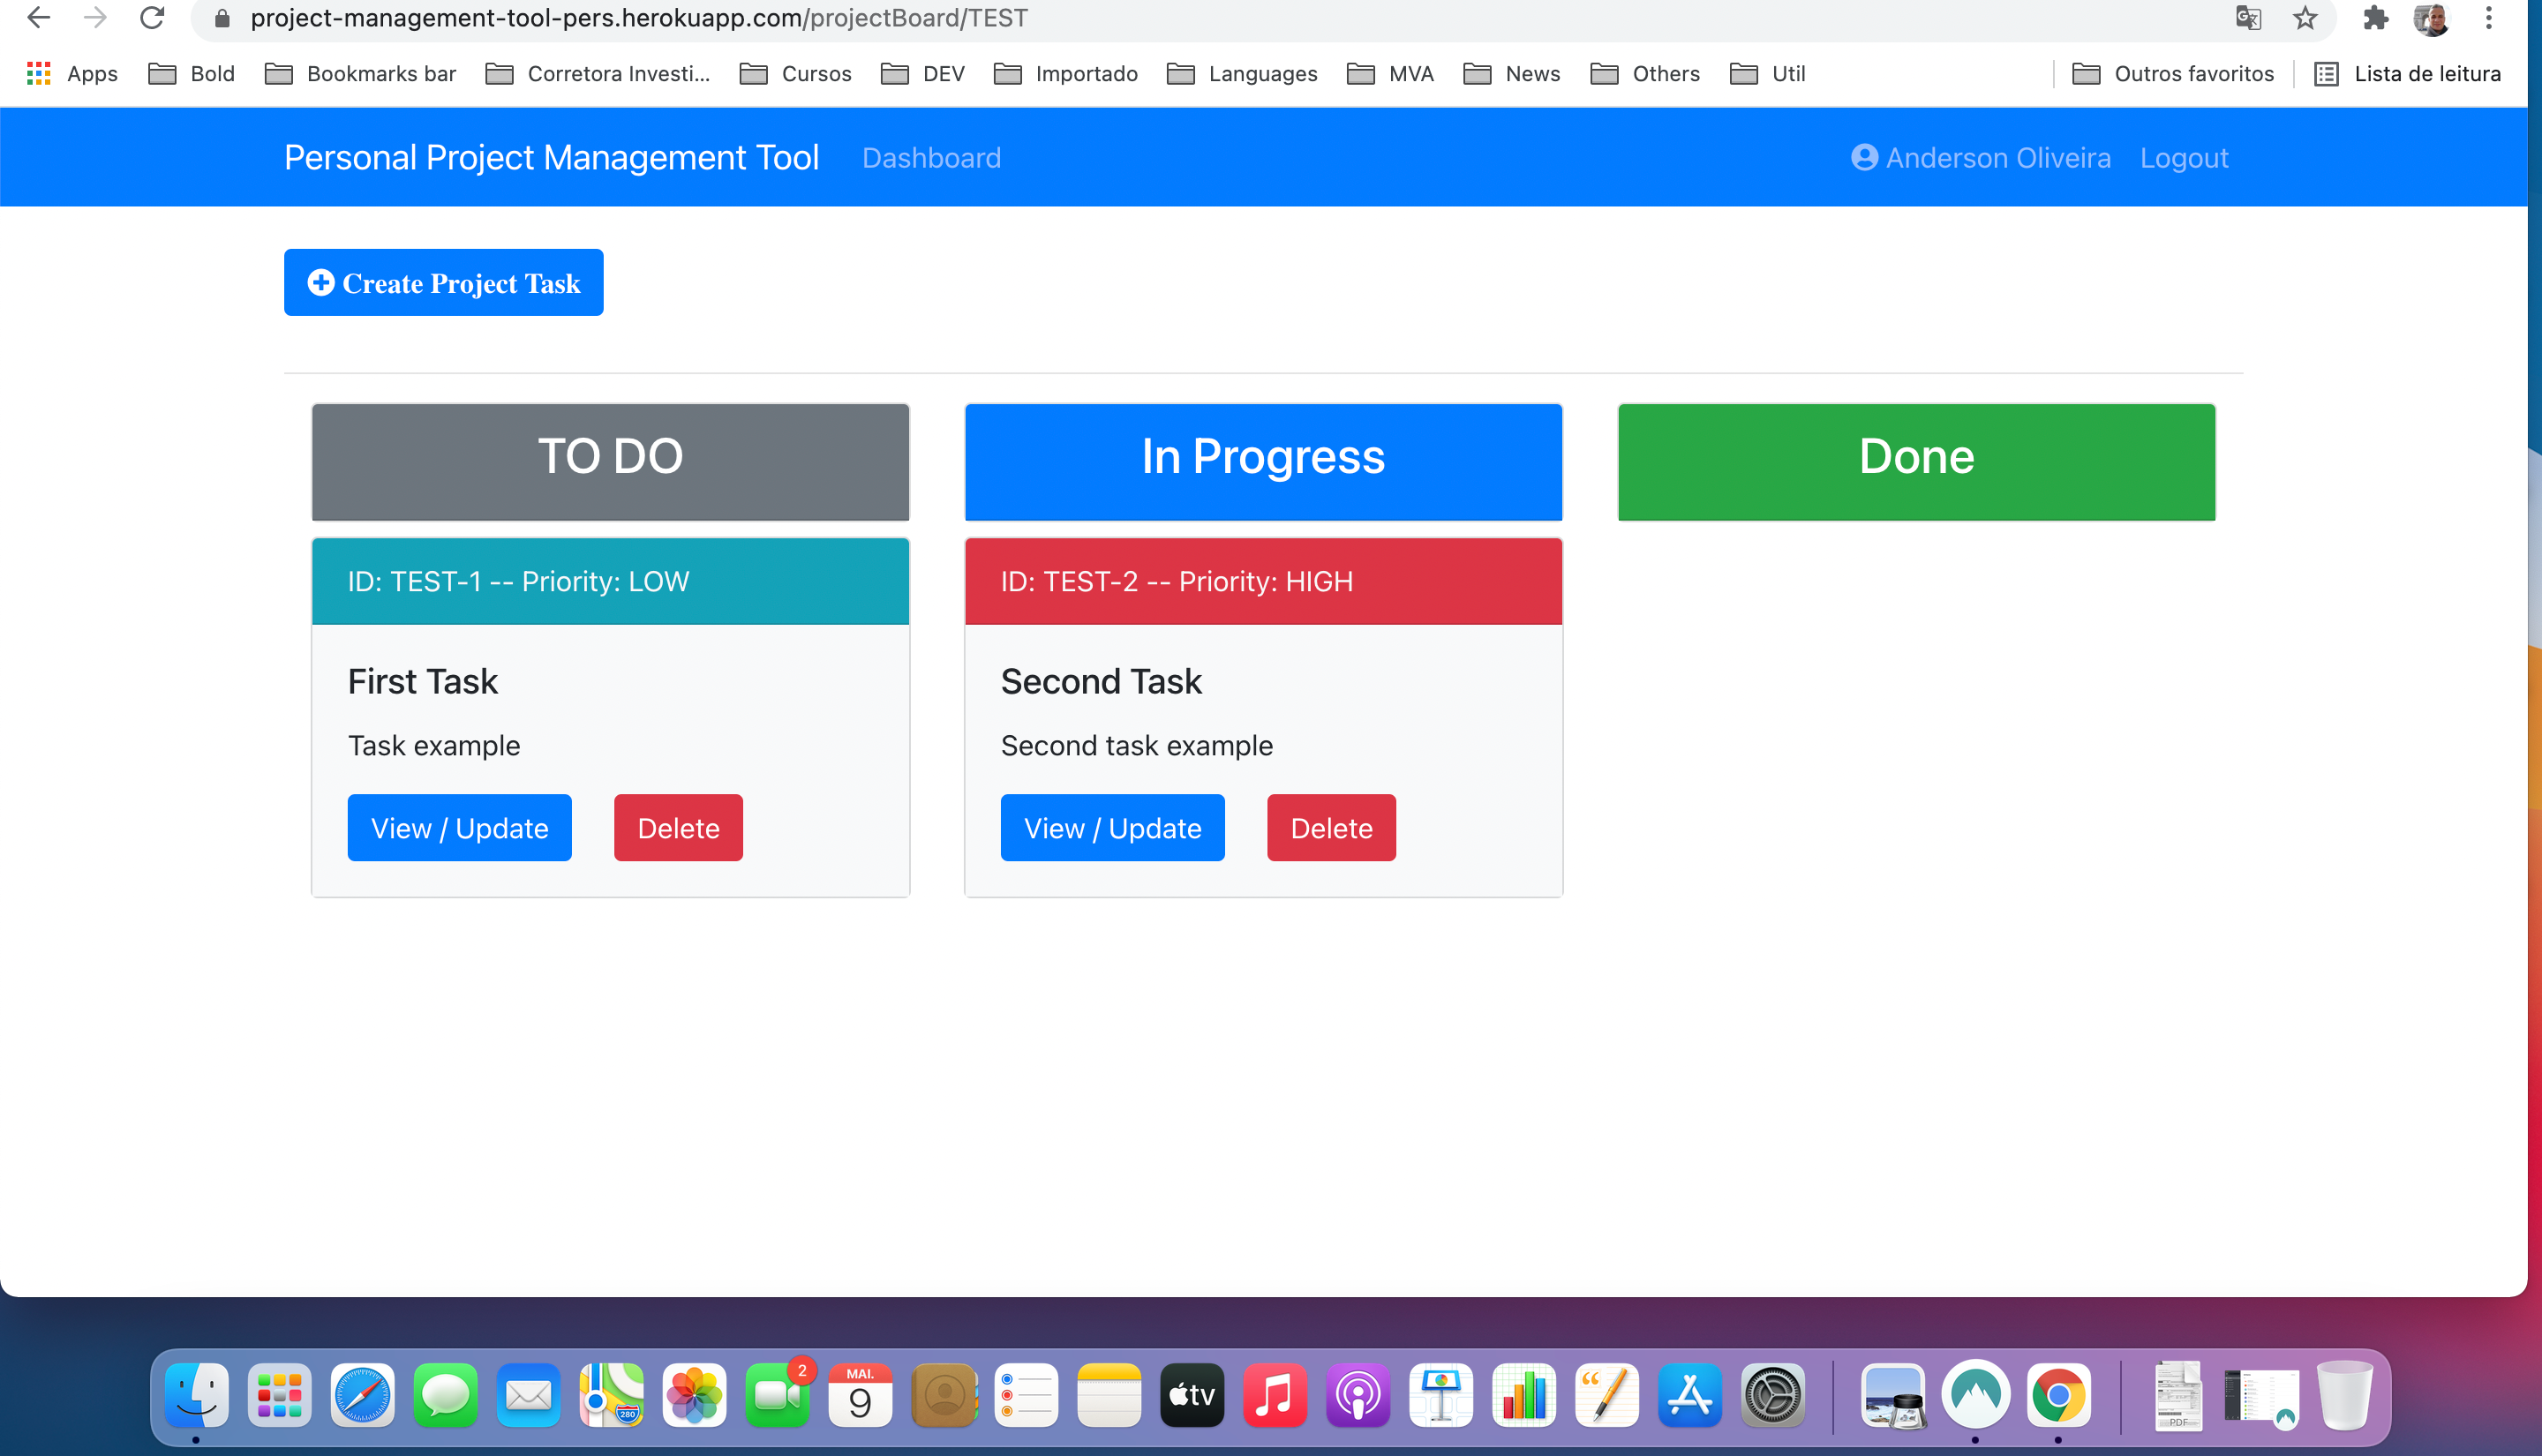 project-management-tool-pers.herokuapp.com/projectBoard/TEST
Apps Bold Bookmarks bar Corretora Investi... Cursos DEV Importado Languages MVA News Others Util Outros favoritos Lista de leitura
Personal Project Management Tool Dashboard Anderson Oliveira Logout
Create Project Task
TO DO In Progress Done
ID: TEST-1 -- Priority: LOW ID: TEST-2 -- Priority: HIGH
First Task Second Task
Task example Second task example
View / Update Delete View / Update Delete
2
MAI.
9
280
tv
PDF